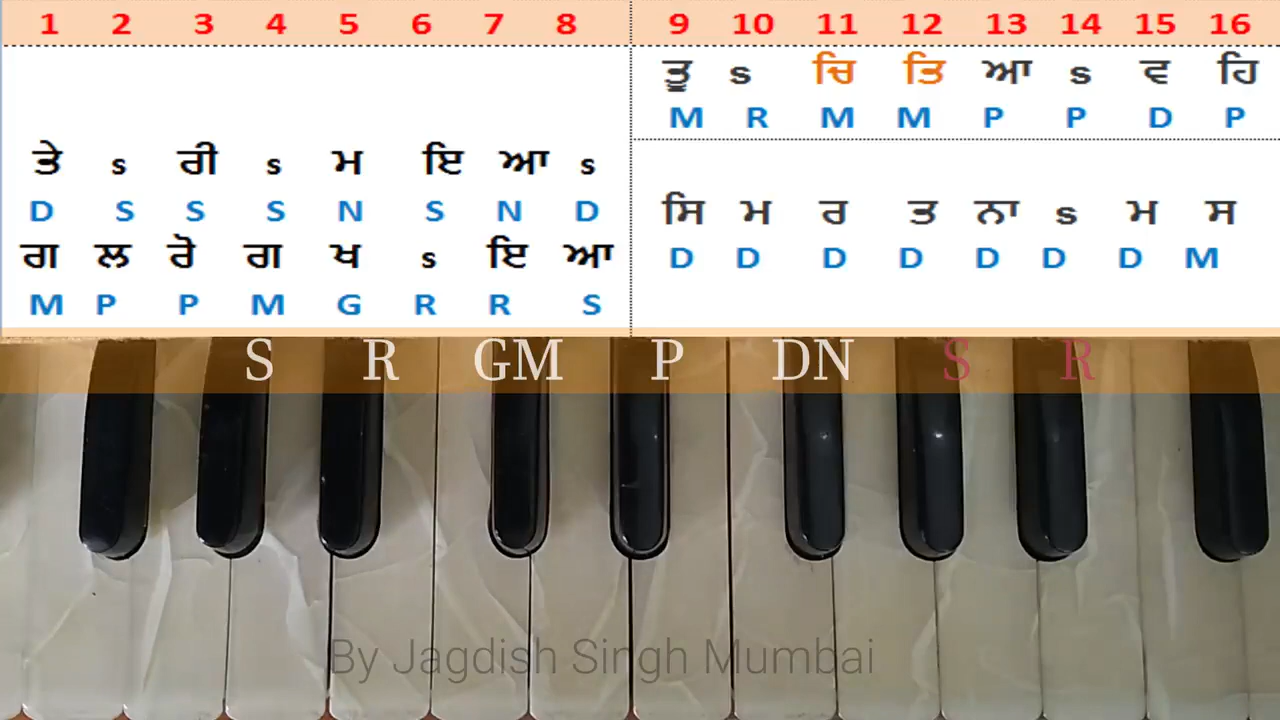 1 2 3 4 5 6 7 8 9 10 11 12 13 14 15 16
ਤੂ s ਚਿ ਤਿ ਆ s ਵ ਹਿ
M R M M P P D P
ਤੇ s ਰੀ s ਮ ਇ ਆ s
D S S S N S N D
ਸਿ ਮ ਰ ਤ ਨਾ s ਮ ਸ
D D D D D D D M
ਗ ਲ ਰੋ ਗ ਖ s ਇ ਆ
M P P M G R R S
S R GM P DN S R
By Jagdish Singh Mumbai